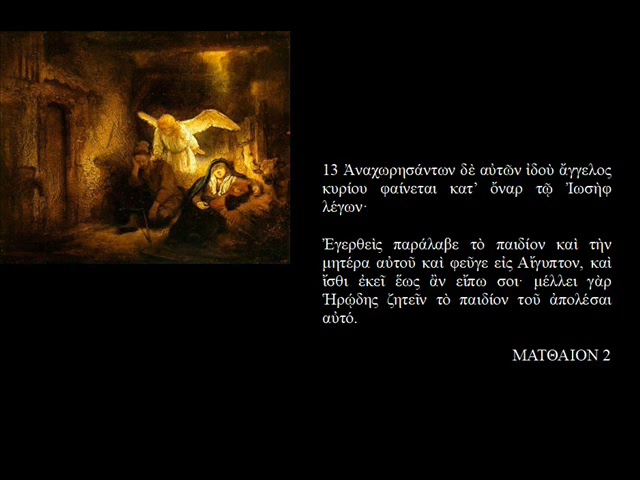 13 Ἀναχωρησάντων δὲ αὐτῶν ἰδοὺ ἄγγελος
κυρίου φαίνεται κατ’ ὄναρ τῷ Ἰωσὴφ
λέγων·
Ἐγερθεὶς παράλαβε τὸ παιδίον καὶ τὴν
μητέρα αὐτοῦ καὶ φεῦγε εἰς Αἴγυπτον, καὶ
ἴσθι ἐκεῖ ἕως ἂν εἴπω σοι· μέλλει γὰρ
Ἡρῴδης ζητεῖν τὸ παιδίον τοῦ ἀπολέσαι
αὐτό.
ΜΑΤΘΑΙΟΝ 2